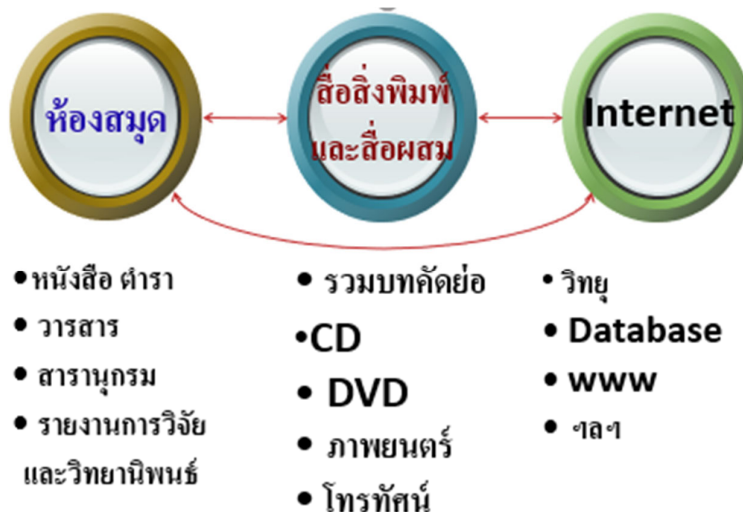 ห้องสมุด
สื่อสิ่งพิมพ์
และสื่อผสม
Internet
•หนังสือ ตำรา
• วารสาร
• สารานุกรม
• รายงานการวิจัย
และวิทยานิพนธ์
• รวมบทคัดย่อ
•CD
• DVD
• ภาพยนตร์
• โทรทัศน์
• วิทยุ
• Database
• www
• ฯลฯ